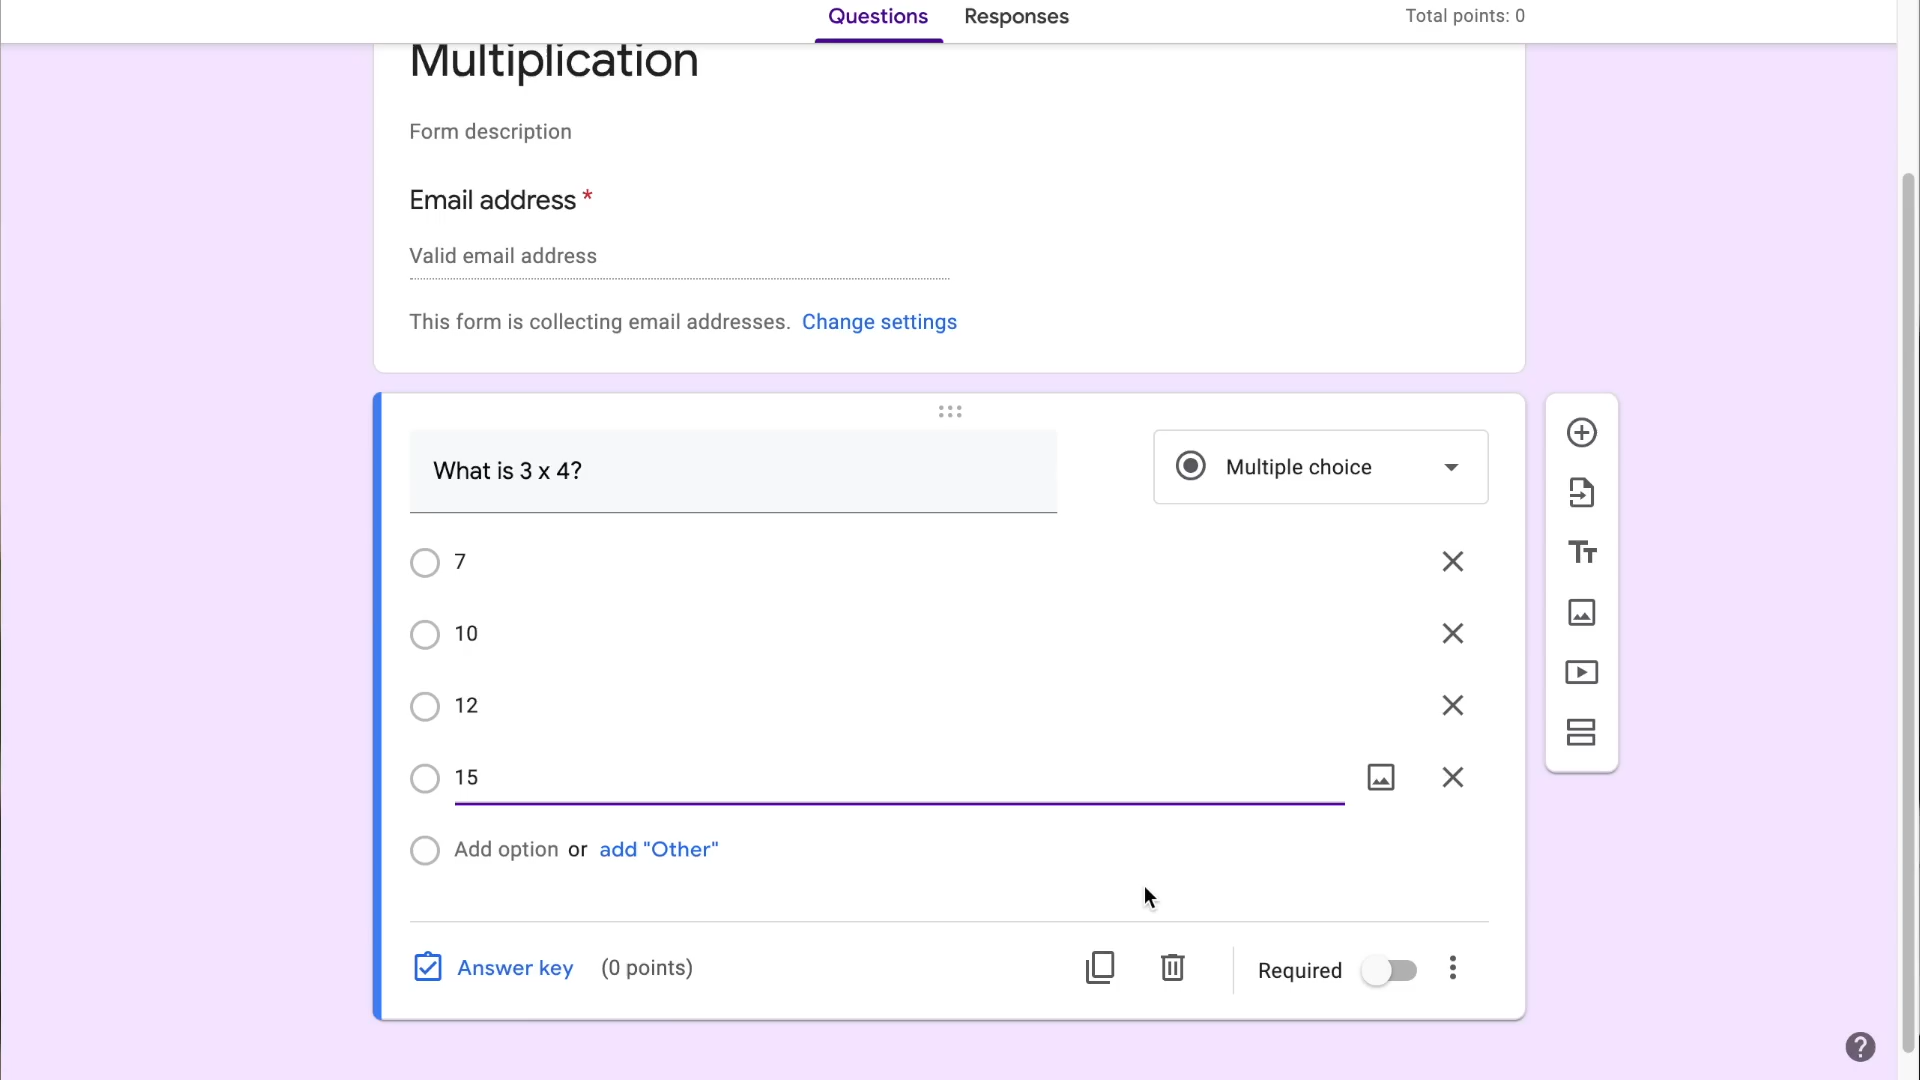 Questions Responses Total points: 0
Multiplication
Form description
Email address *
Valid email address
This form is collecting email addresses. Change settings
What is 3 x 4?
Multiple choice
7
10
12
15
Add option or add "Other"
Answer key (0 points) Required